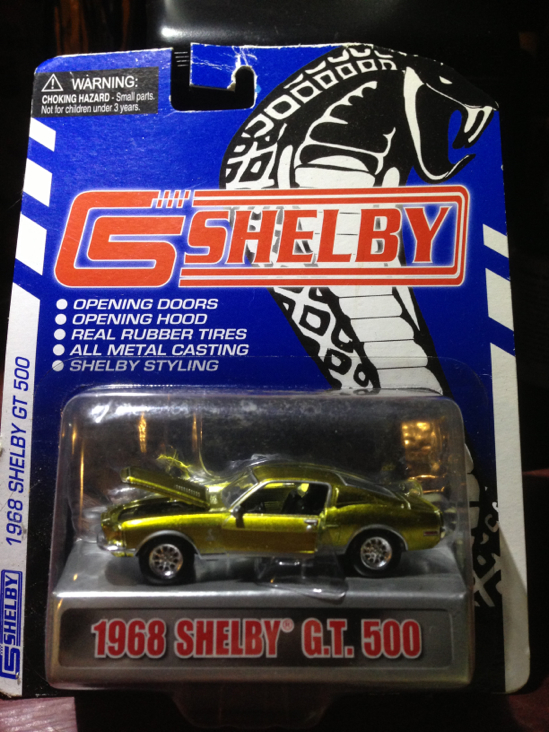 WARNING:
CHOKING HAZARD - Small parts.
Not for children under 3 years.
SHELBY
OPENING DOORS
OPENING HOOD
REAL RUBBER TIRES
ALL METAL CASTING
SHELBY STYLING
1968 SHELBY GT 500
SHELBY
1968 SHELBY® G.T. 500